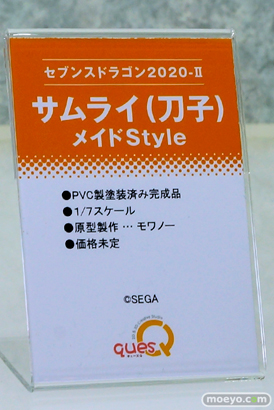 セブンスドラゴン2020-Ⅱ
サムライ(刀子)
メイドStyle
●PVC製塗装済み完成品
●1/7スケール
●原型製作 … モワノー
●価格未定
©SEGA
quesQ
moeyo.com